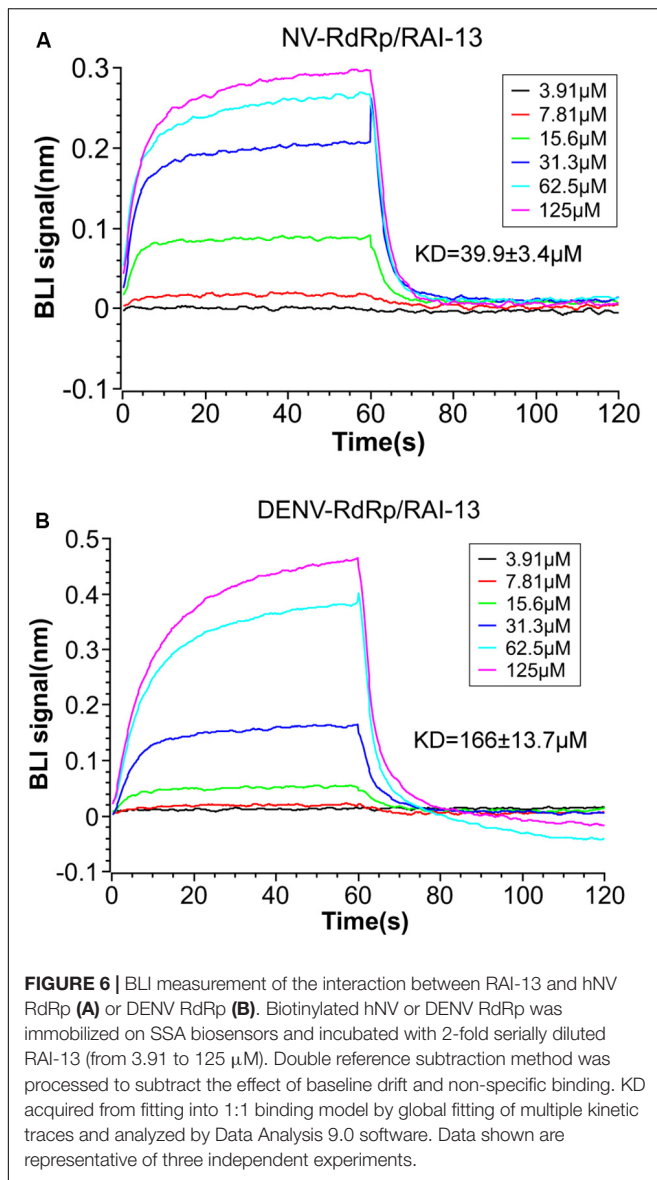 A
NV-RdRp/RAI-13
0.3
0.2
0.1
0
-0.1
BLI signal(nm)
3.91μM
7.81μM
15.6μM
31.3μM
62.5μM
125μM
KD=39.9±3.4μM
0 20 40 60 80 100 120
Time(s)
B
DENV-RdRp/RAI-13
0.5
0.4
0.3
0.2
0.1
0
-0.1
BLI signal(nm)
3.91μM
7.81μM
15.6μM
31.3μM
62.5μM
125μM
KD=166±13.7μM
0 20 40 60 80 100 120
Time(s)
FIGURE 6 | BLI measurement of the interaction between RAI-13 and hNV
RdRp (A) or DENV RdRp (B). Biotinylated hNV or DENV RdRp was
immobilized on SSA biosensors and incubated with 2-fold serially diluted
RAI-13 (from 3.91 to 125 μM). Double reference subtraction method was
processed to subtract the effect of baseline drift and non-specific binding. KD
acquired from fitting into 1:1 binding model by global fitting of multiple kinetic
traces and analyzed by Data Analysis 9.0 software. Data shown are
representative of three independent experiments.